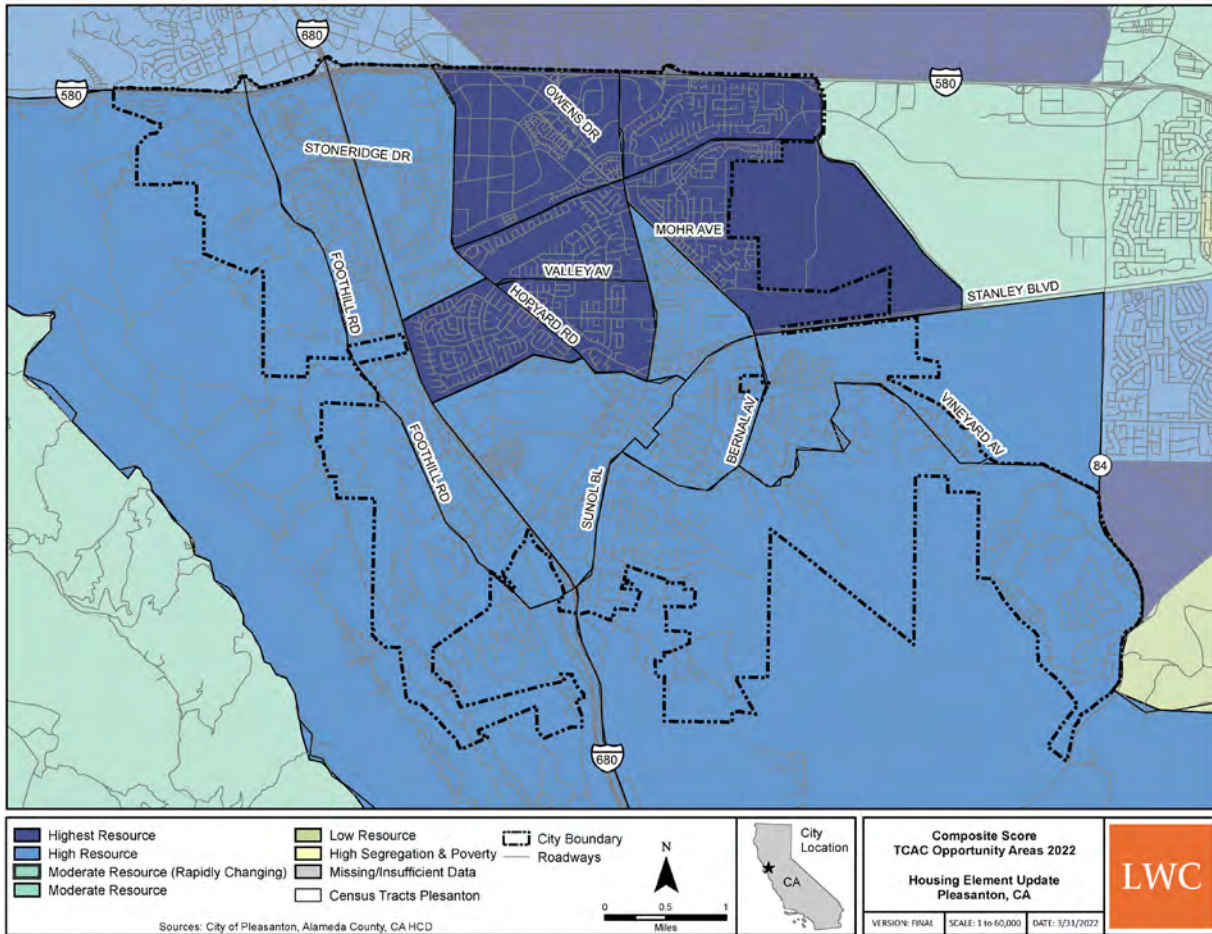 680
580
580
OWENS DR
STONERIDGE DR
MOHR AVE
FOOTHILL RD
VALLEY AV
HOPYARD RD
STANLEY BLVD
BERNAL AV
VINEYARD AV
FOOTHILL RD
SUNOL BL
84
680
Highest Resource
High Resource
Moderate Resource (Rapidly Changing)
Moderate Resource
Low Resource
High Segregation & Poverty
Missing/Insufficient Data
Census Tracts Plesanton
City Boundary
Roadways
N
0 0.5 1
Miles
Sources: City of Pleasanton, Alameda County, CA HCD
City
Location
CA
Composite Score
TCAC Opportunity Areas 2022
Housing Element Update
Pleasanton, CA
VERSION: FINAL SCALE: 1 to 60,000 DATE: 3/31/2022
LWC